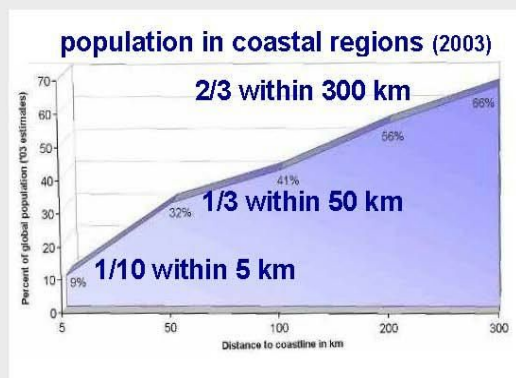 population in coastal regions (2003)
Percent of global population ('03 estimates)
70
60
50
40
30
20
10
0
2/3 within 300 km
66%
56%
41%
1/3 within 50 km
32%
1/10 within 5 km
9%
5 50 100 200 300
Distance to coastline in km